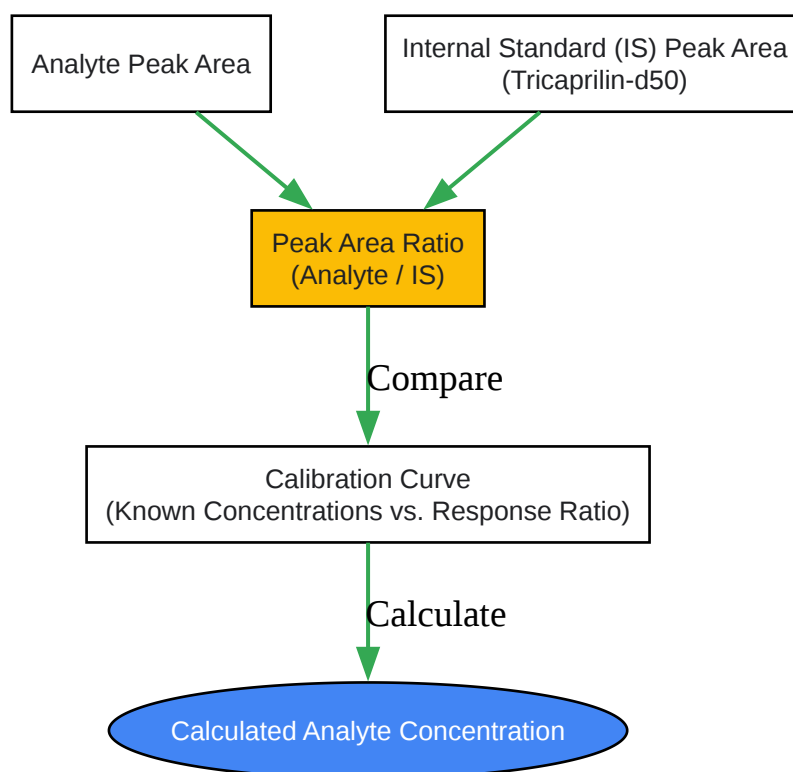 Analyte Peak Area
Internal Standard (IS) Peak Area
(Tricaprilin-d50)
Peak Area Ratio
(Analyte / IS)
Compare
Calibration Curve
(Known Concentrations vs. Response Ratio)
Calculate
Calculated Analyte Concentration